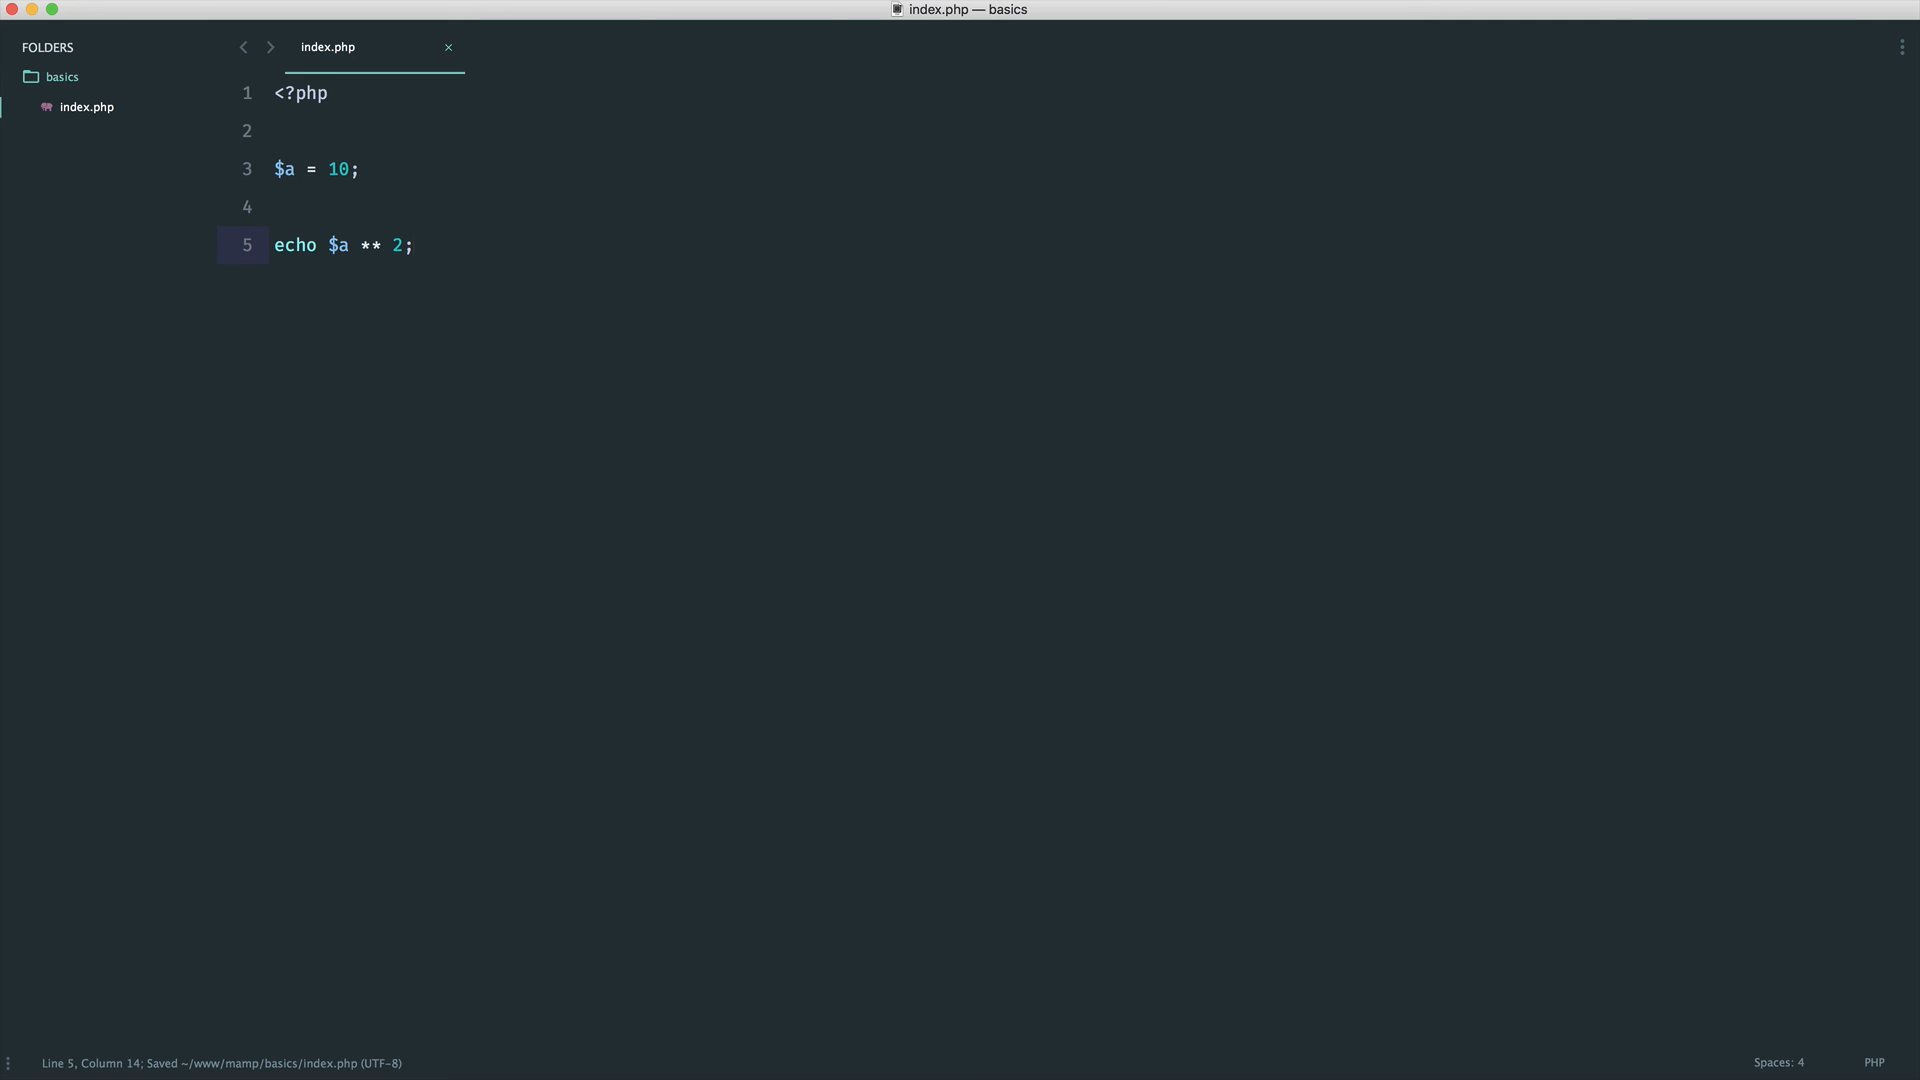 index.php — basics
FOLDERS
basics
index.php
index.php ×
1 <?php
2
3 $a = 10;
4
5 echo $a ** 2;
Line 5, Column 14; Saved ~/www/mamp/basics/index.php (UTF-8)
Spaces: 4
PHP